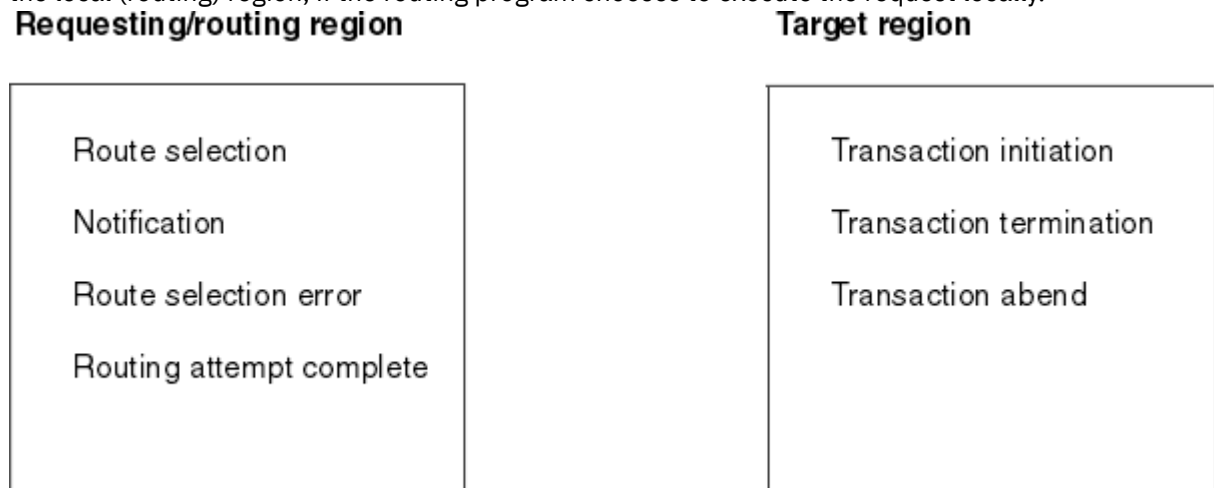 the local (routing) region, if the routing program chooses to execute the request locally.
Requesting/routing region
Target region
Route selection
Notification
Route selection error
Routing attempt complete
Transaction initiation
Transaction termination
Transaction abend